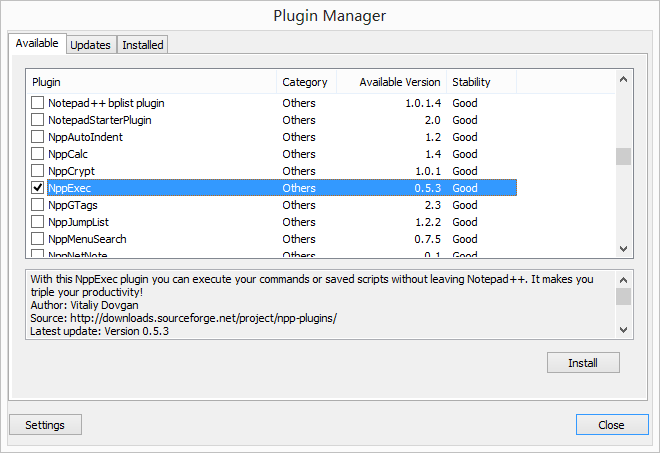 Plugin Manager
Available Updates Installed
Plugin Category Available Version Stability
Notepad++ bplist plugin Others 1.0.1.4 Good
NotepadStarterPlugin Others 2.0 Good
NppAutoIndent Others 1.2 Good
NppCalc Others 1.4 Good
NppCrypt Others 1.0.1 Good
NppExec Others 0.5.3 Good
NppGTags Others 2.3 Good
NppJumpList Others 1.2.2 Good
NppMenuSearch Others 0.7.5 Good
NppNetNote Others 0.1 Good
With this NppExec plugin you can execute your commands or saved scripts without leaving Notepad++. It makes you
triple your productivity!
Author: Vitaliy Dovgan
Source: http://downloads.sourceforge.net/project/npp-plugins/
Latest update: Version 0.5.3
Install
Settings Close